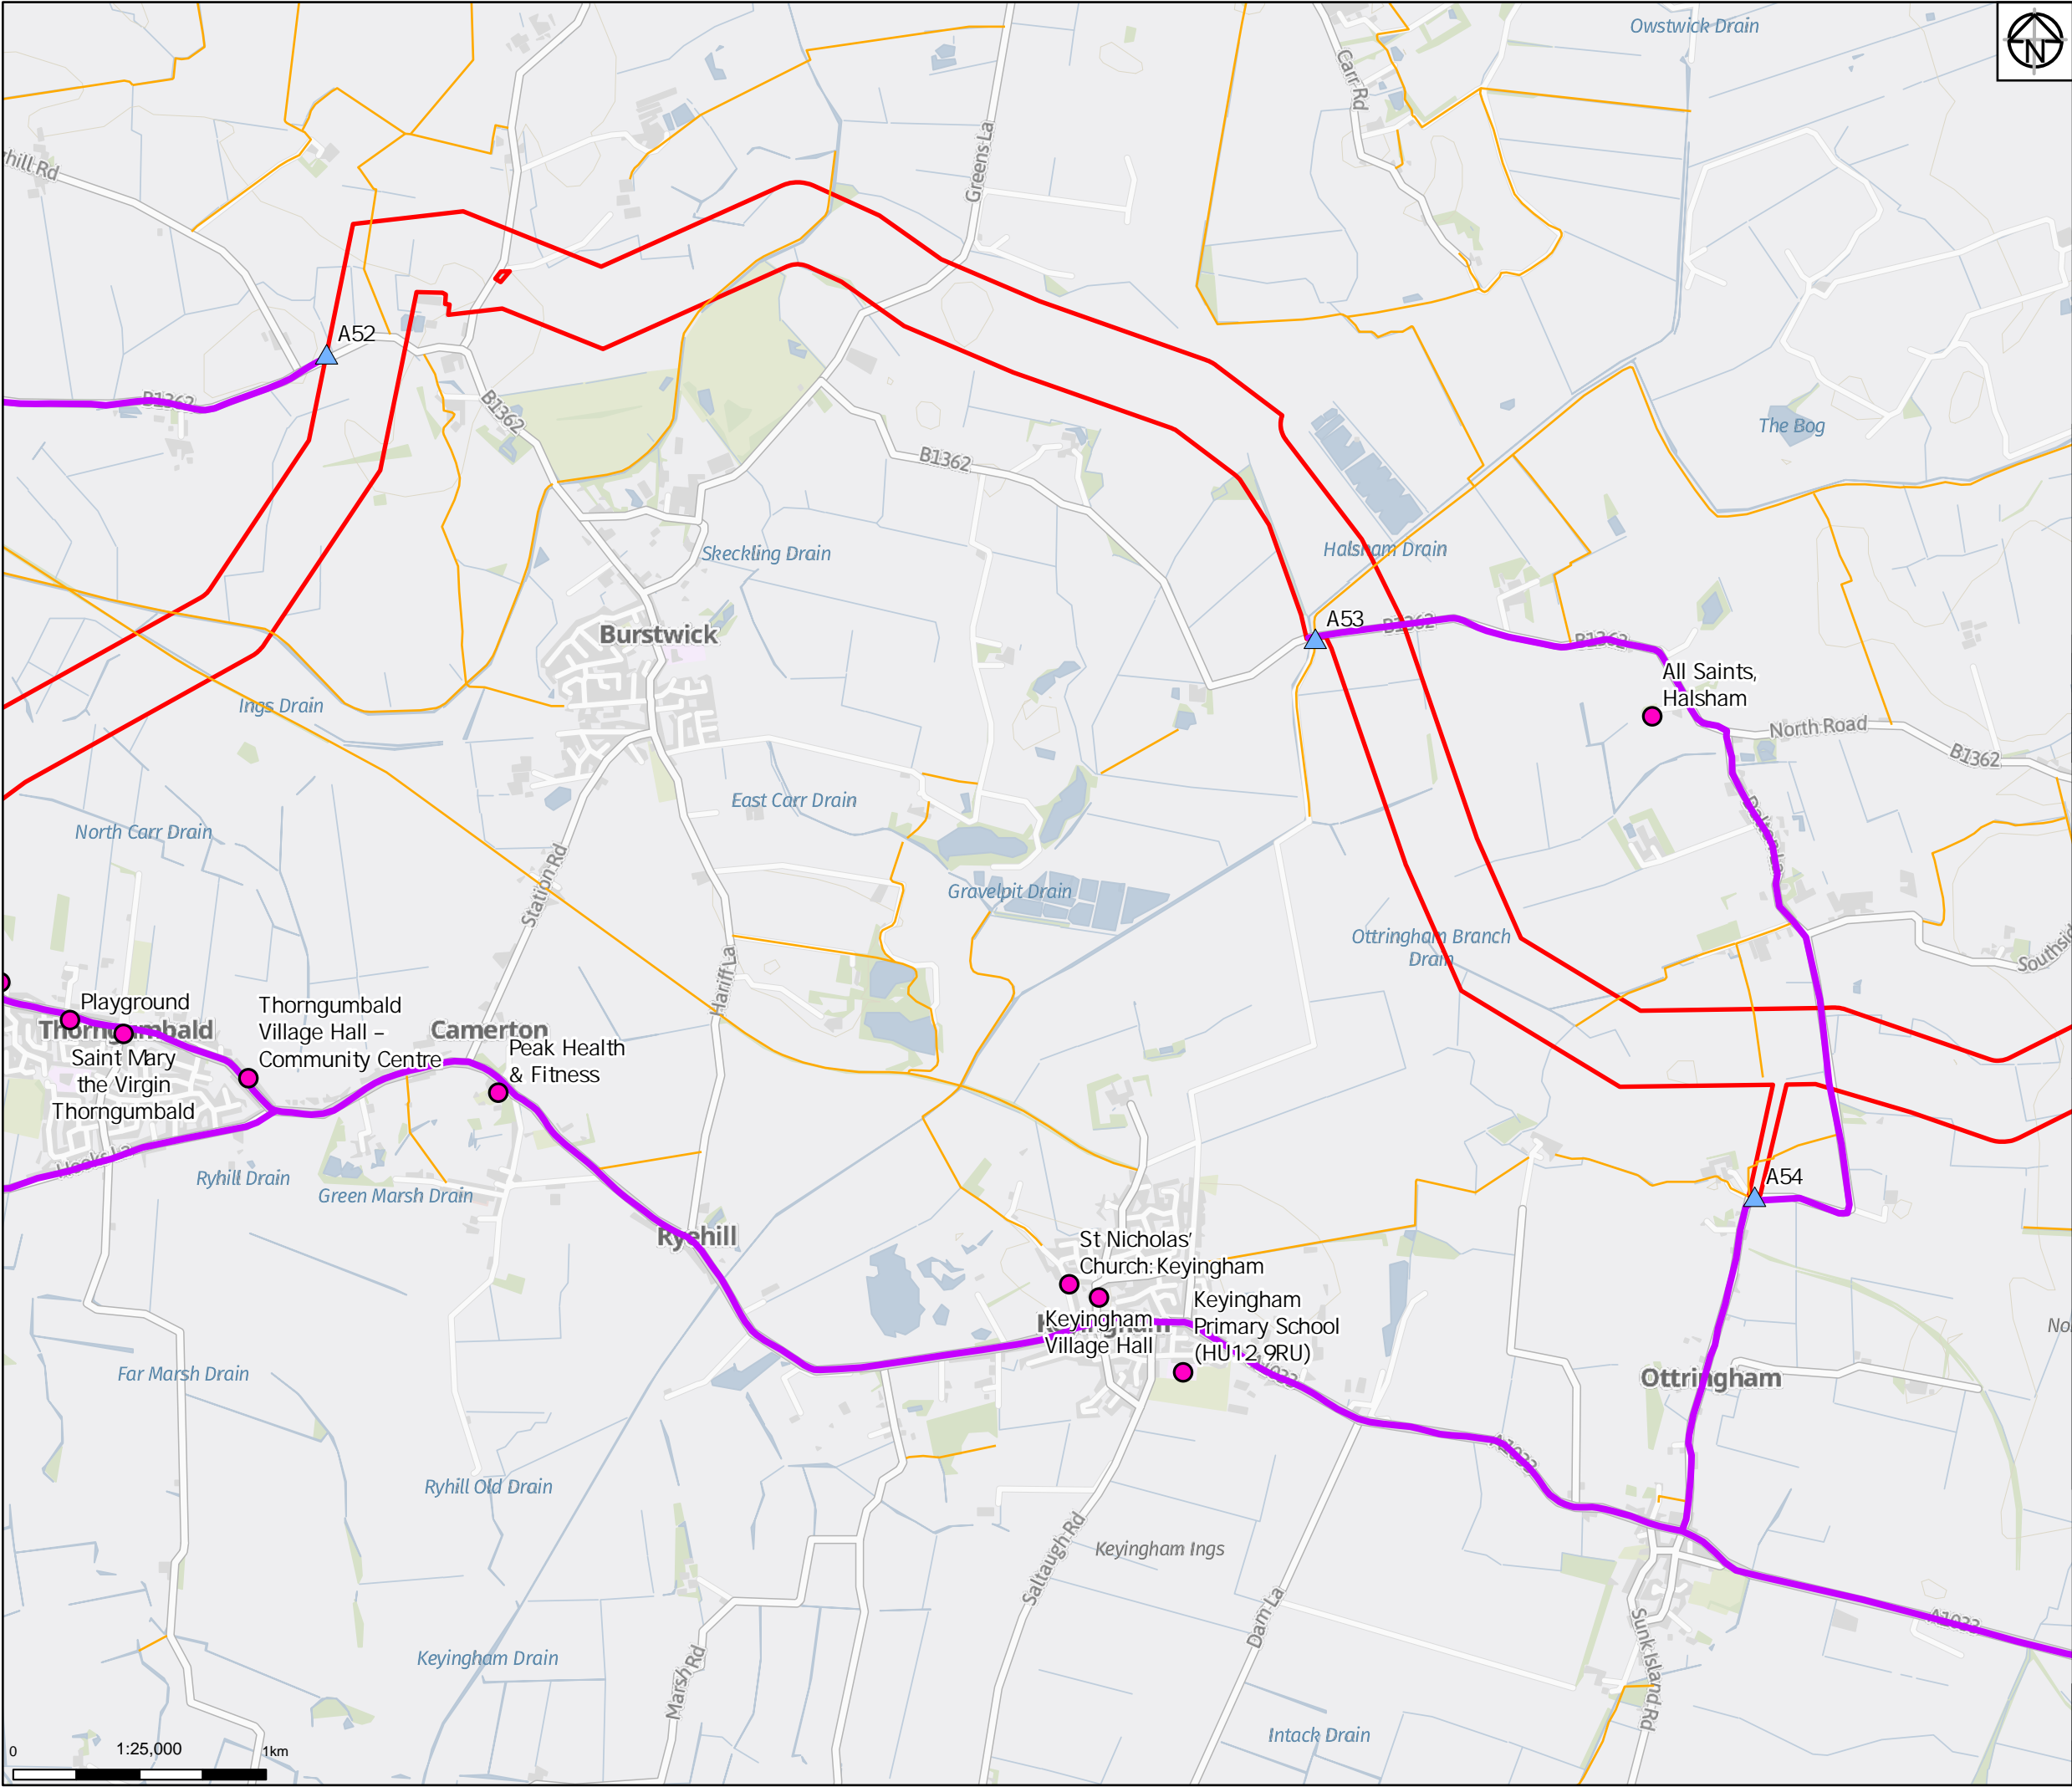 Owstwick Drain
N
Carr Rd
Greens La
hill Rd
A52
B1362
B1362
The Bog
B1362
Skeckling Drain
Halsham Drain
A53
B1362
B1362
Burstwick
All Saints,
Halsham
Ings Drain
North Road
B1362
East Carr Drain
North Carr Drain
Station Rd
Gravelpit Drain
Ottringham Branch
Drain
Southsid
Hariff La
Playground
Thorngumbald
Saint Mary
the Virgin
Thorngumbald
Thorngumbald
Village Hall –
Community Centre
Camerton
Peak Health
& Fitness
Ryhill Drain
Green Marsh Drain
A54
Ryehill
St Nicholas'
Church: Keyingham
Keyingham
Village Hall
Keyingham
Primary School
(HU12 9RU)
No
Far Marsh Drain
Ottringham
A1033
Ryhill Old Drain
Saltaugh Rd
Keyingham Ings
Dam La
A1033
Sunk Island Rd
Keyingham Drain
Marsh Rd
Intack Drain
0
1:25,000
1km